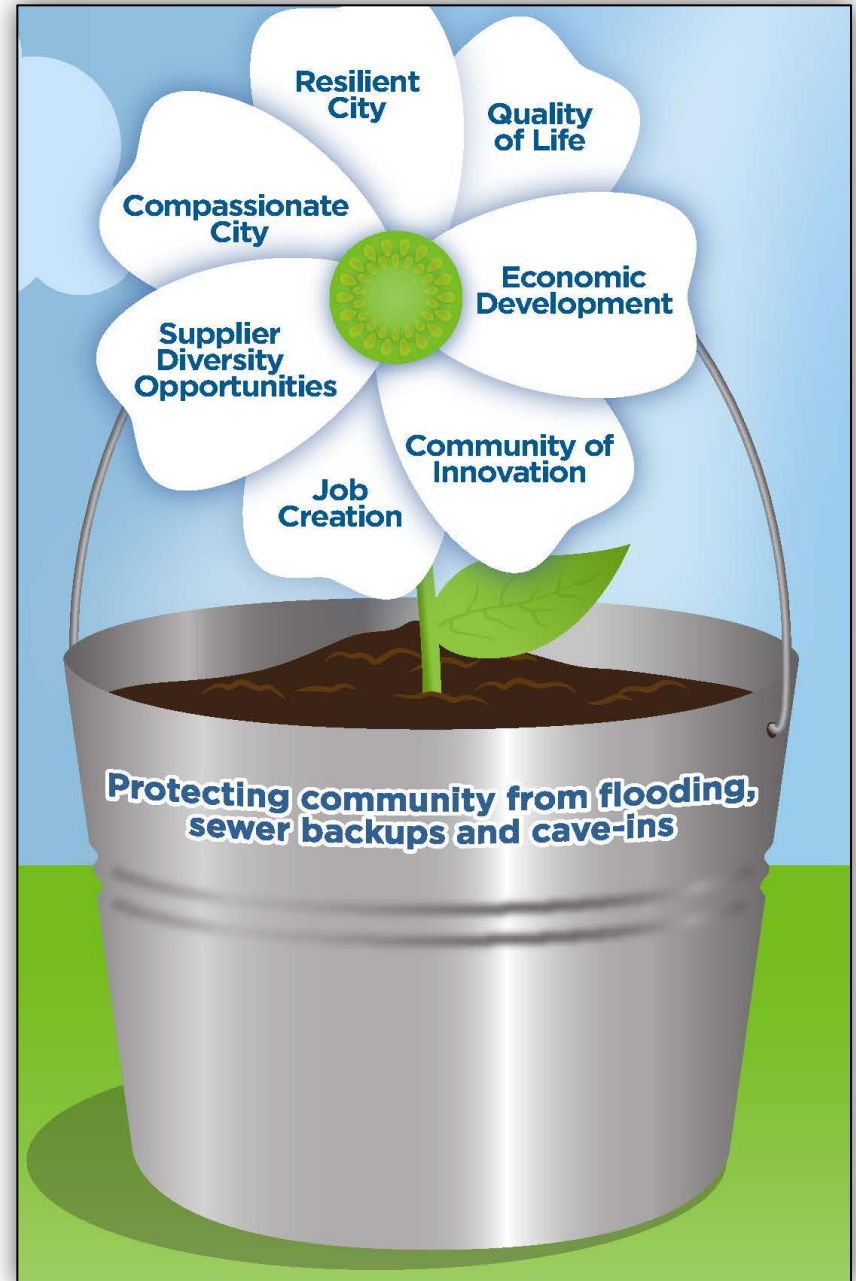 Resilient
City
Quality
of Life
Compassionate
City
Economic
Development
Supplier
Diversity
Opportunities
Community of
Innovation
Job
Creation
Protecting community from flooding,
sewer backups and cave-ins